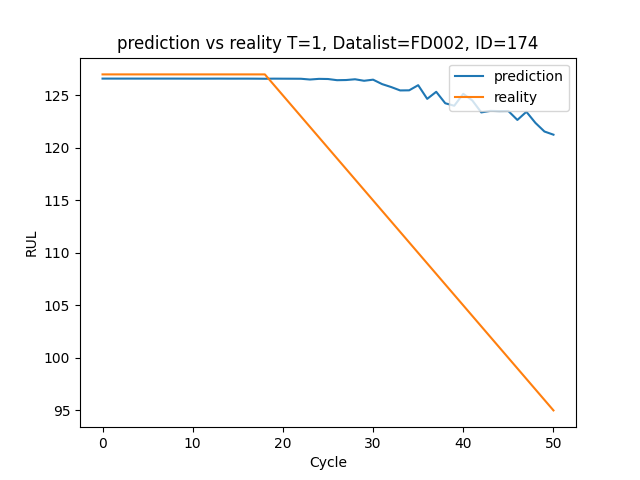 prediction vs reality T=1, Datalist=FD002, ID=174
prediction
reality
125
120
115
110
105
100
95
RUL
0 10 20 30 40 50
Cycle